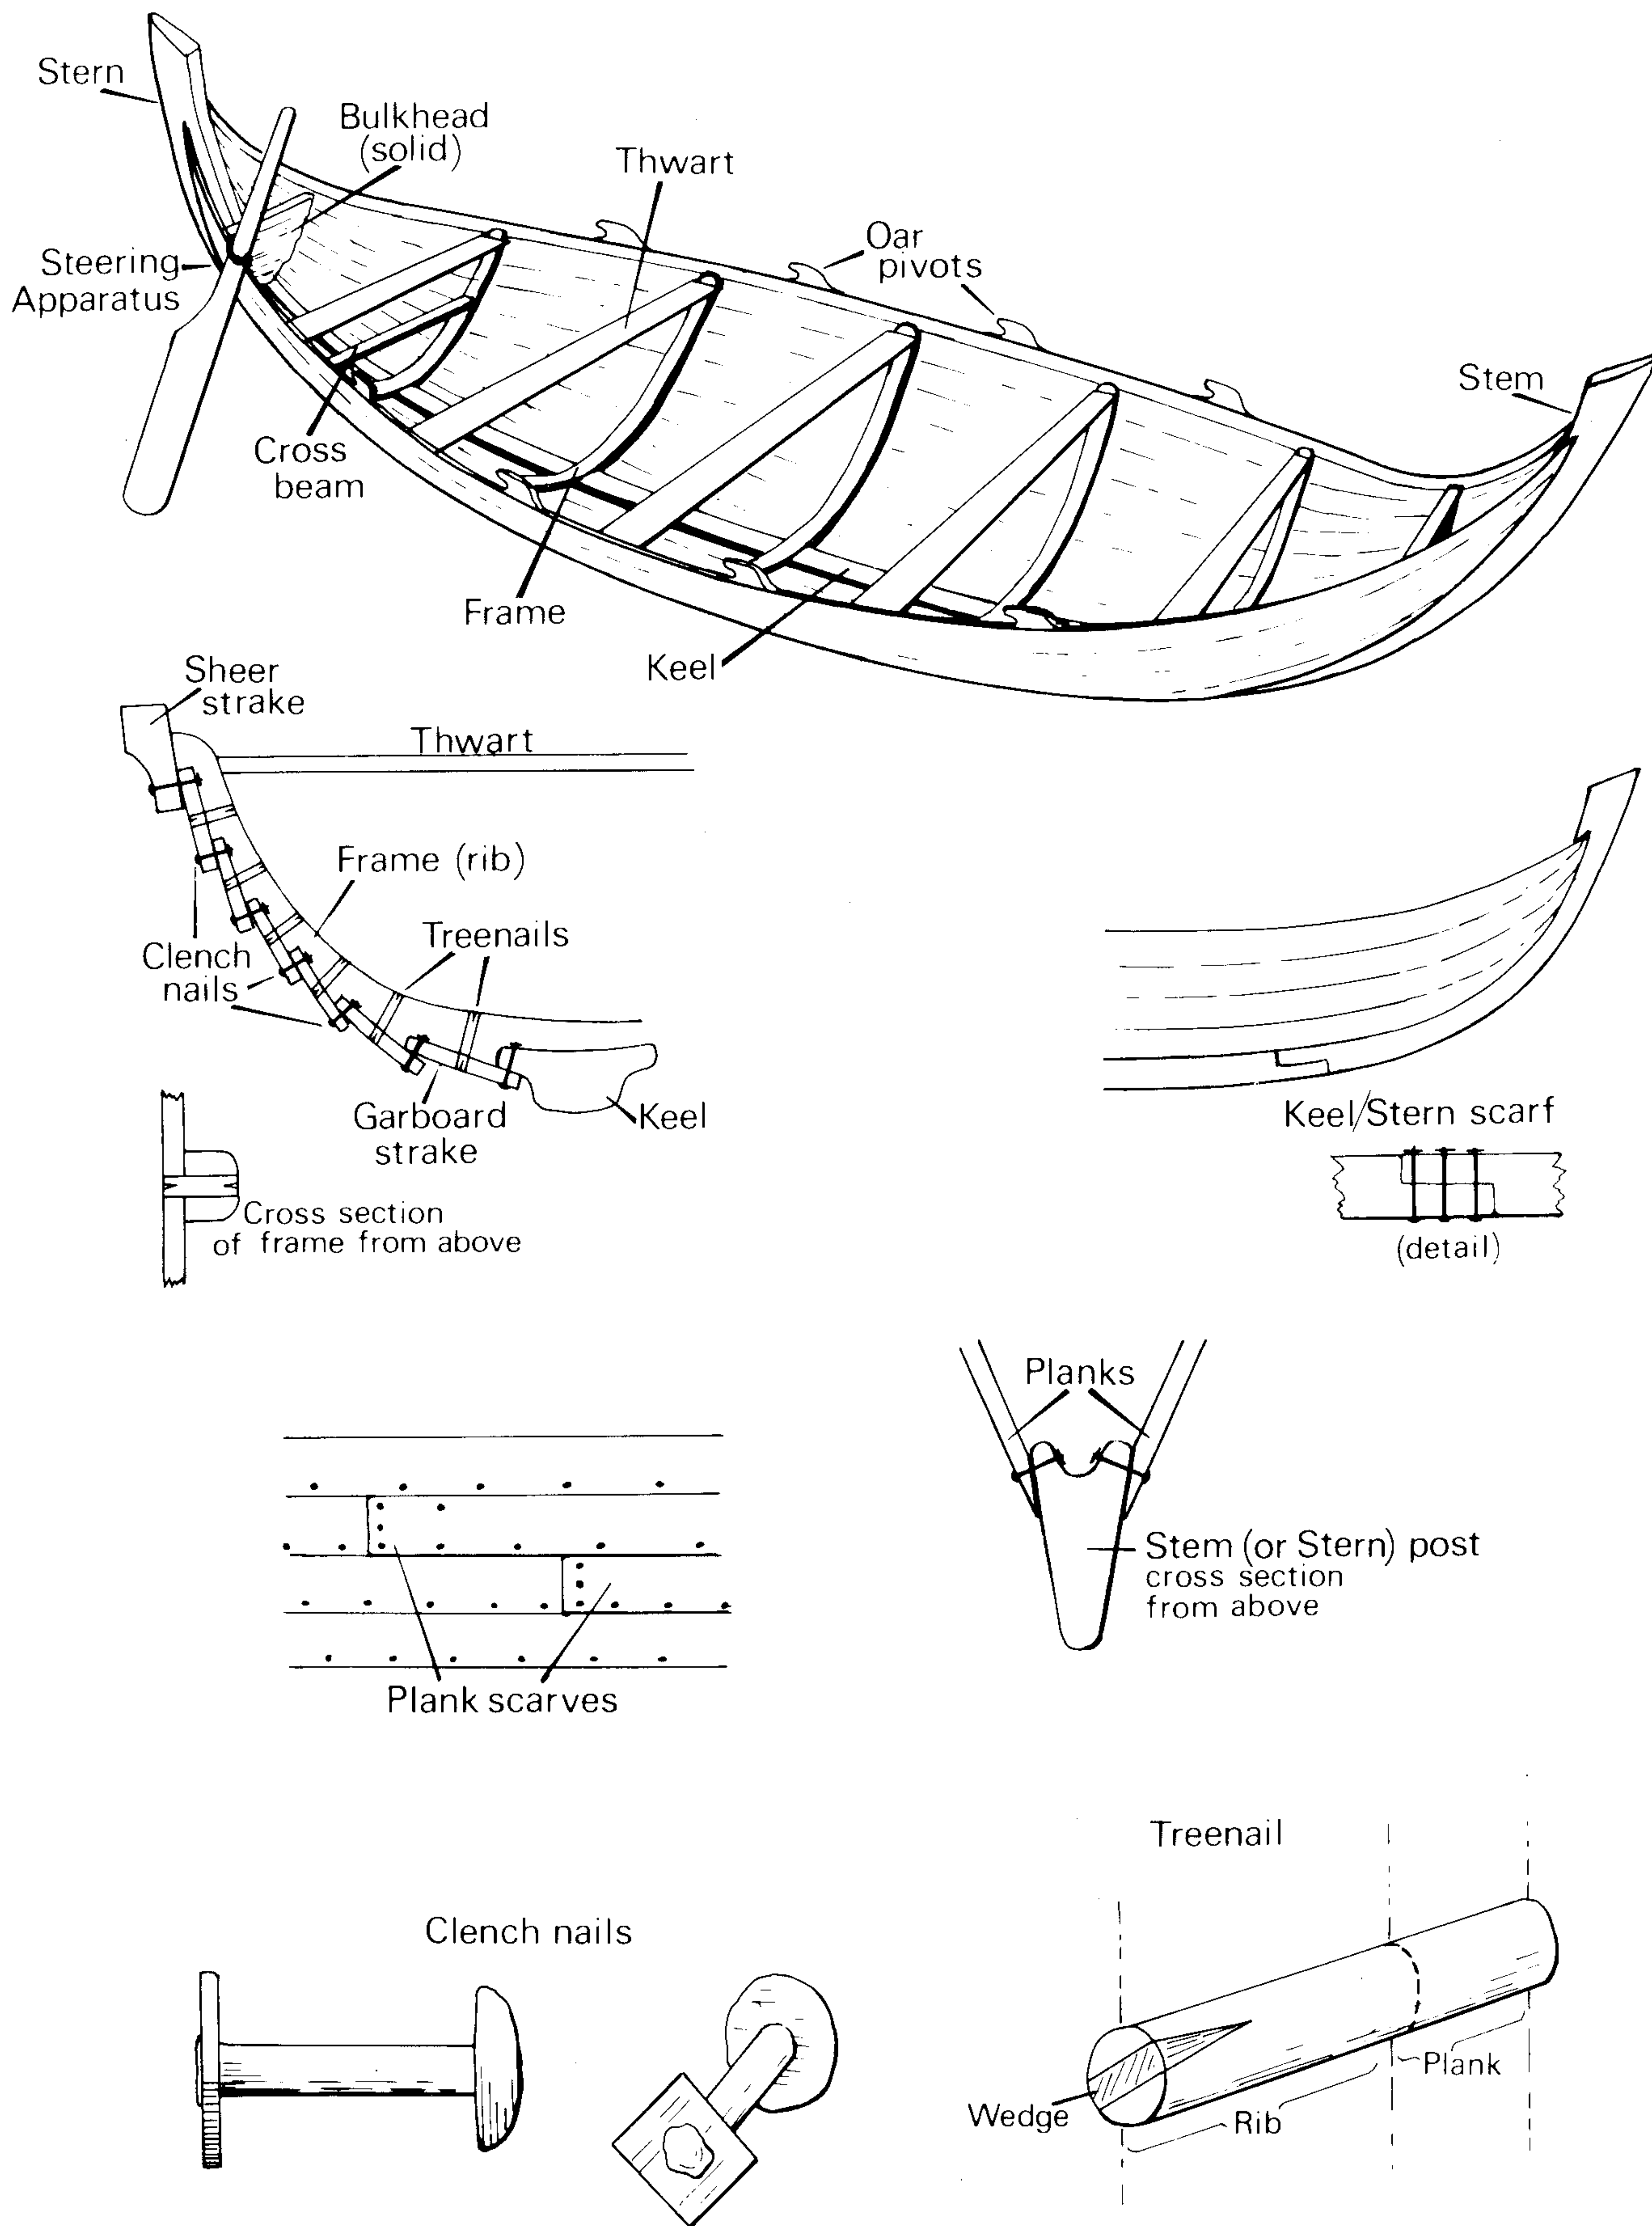 Stern
Bulkhead
(solid)
Thwart
Oar
pivots
Steering
Apparatus
Stem
Cross
beam
Frame
Keel
Sheer
strake
Thwart
Frame (rib)
Treenails
Clench
nails
Garboard
strake
Keel
Cross section
of frame from above
Keel/Stern scarf
(detail)
Planks
Stem (or Stern) post
cross section
from above
Plank scarves
Treenail
Clench nails
Wedge
Rib
Plank